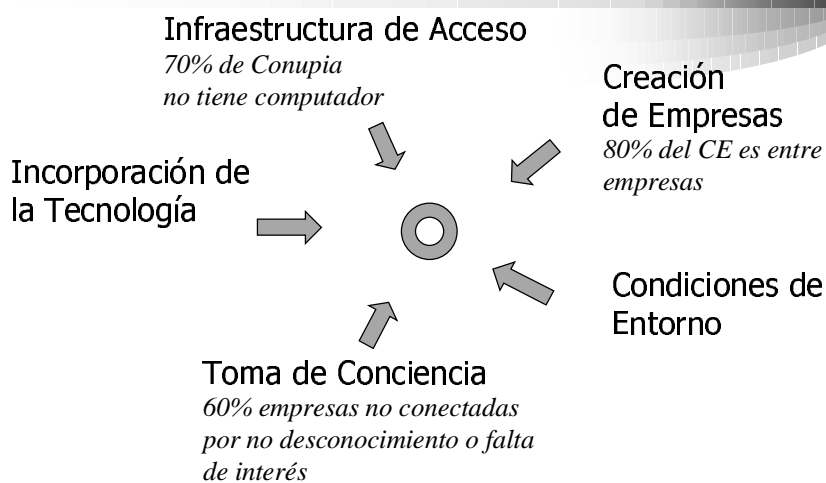 Infraestructura de Acceso
70% de Conupia
no tiene computador
Creación
de Empresas
80% del CE es entre
empresas
Incorporación de
la Tecnología
Condiciones de
Entorno
Toma de Conciencia
60% empresas no conectadas
por no desconocimiento o falta
de interés